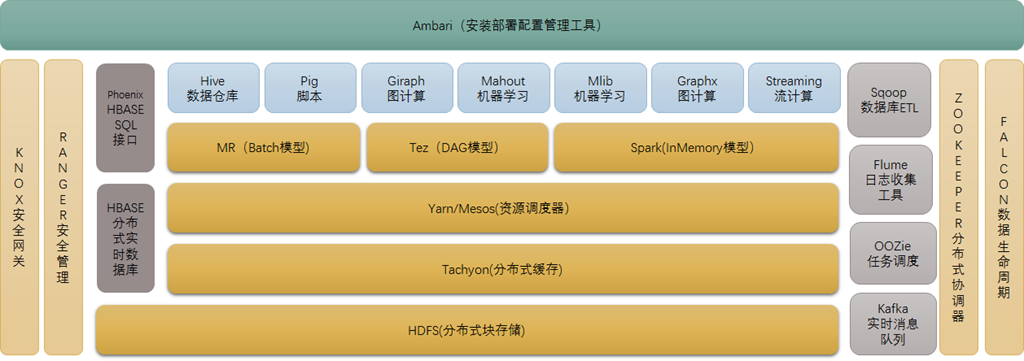 Ambari（安装部署配置管理工具）
KNOX安全网关
RANGER安全管理
Phoenix
HBASE
SQL
接口
HBASE
分布
式实
时数
据库
Hive
数据仓库
Pig
脚本
Giraph
图计算
Mahout
机器学习
Mlib
机器学习
Graphx
图计算
Streaming
流计算
MR（Batch模型)
Tez（DAG模型）
Spark(InMemory模型）
Yarn/Mesos(资源调度器）
Tachyon(分布式缓存)
HDFS(分布式块存储)
Sqoop
数据库ETL
Flume
日志收集
工具
OOZie
任务调度
Kafka
实时消息
队列
ZOOKEEPER分布式协调器
FALCON数据生命周期